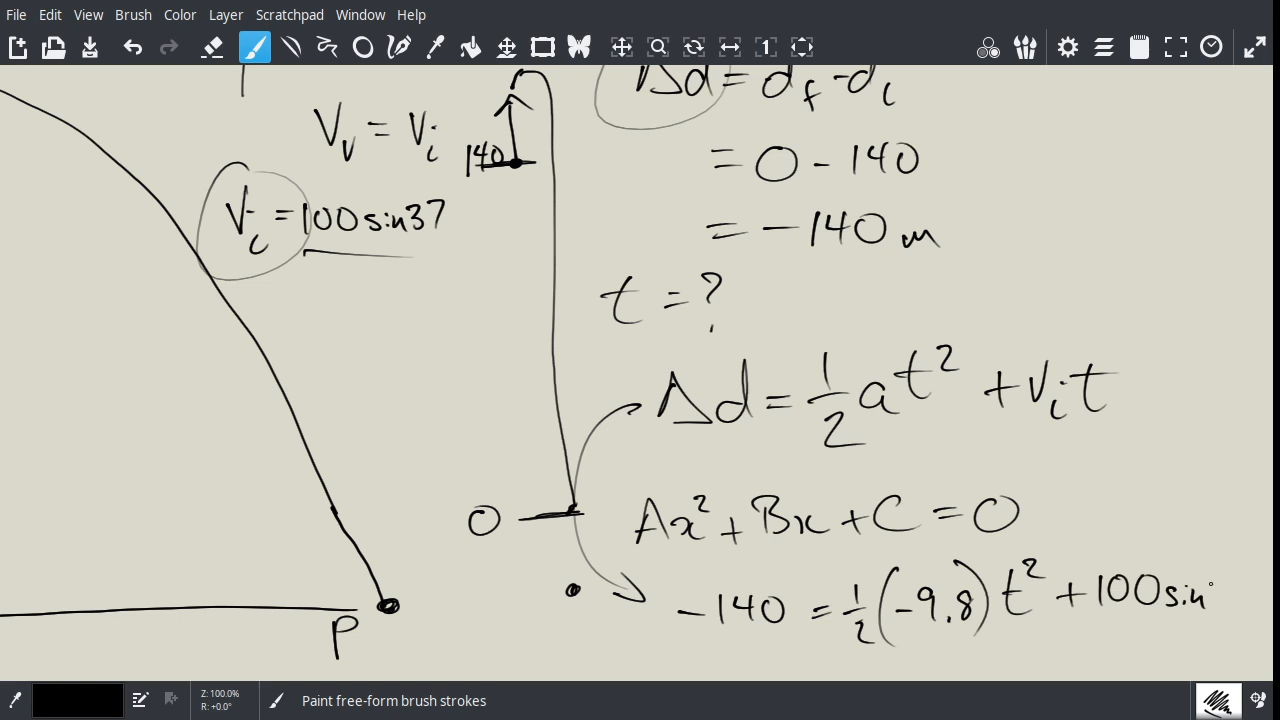 File Edit View Brush Color Layer Scratchpad Window Help
1
Δd = df - di
Vv = Vi
140
= 0 - 140
Vi = 100sin37
= -140 m
t = ?
Δd = 1/2 at² + Vit
0
Ax² + Bx + C = 0
-140 = 1/2 (-9.8) t² + 100sin
P
Z: 100.0%
R: +0.0°
Paint free-form brush strokes